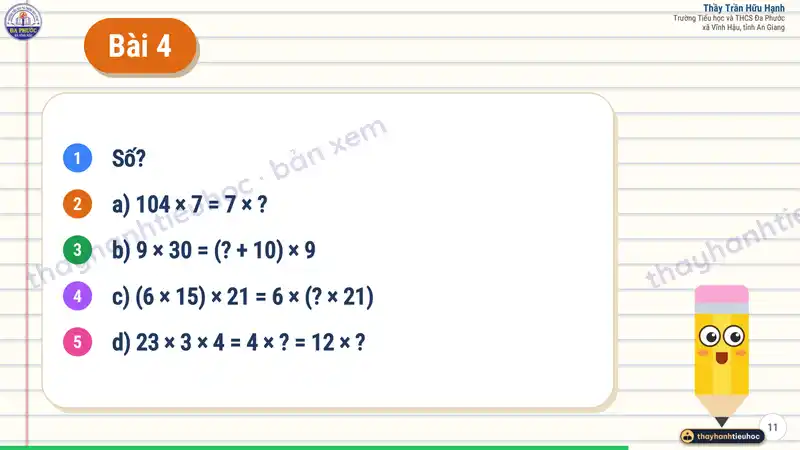 Thầy Trần Hữu Hạnh
Trường Tiểu học và THCS Đa Phước
xã Vĩnh Hậu, tỉnh An Giang
ĐA PHƯỚC
Bài 4
1 Số?
2 a) 104 × 7 = 7 × ?
3 b) 9 × 30 = (? + 10) × 9
4 c) (6 × 15) × 21 = 6 × (? × 21)
5 d) 23 × 3 × 4 = 4 × ? = 12 × ?
thayhanhtieuhoc · bản xem
thayhanhtieuhoc
11